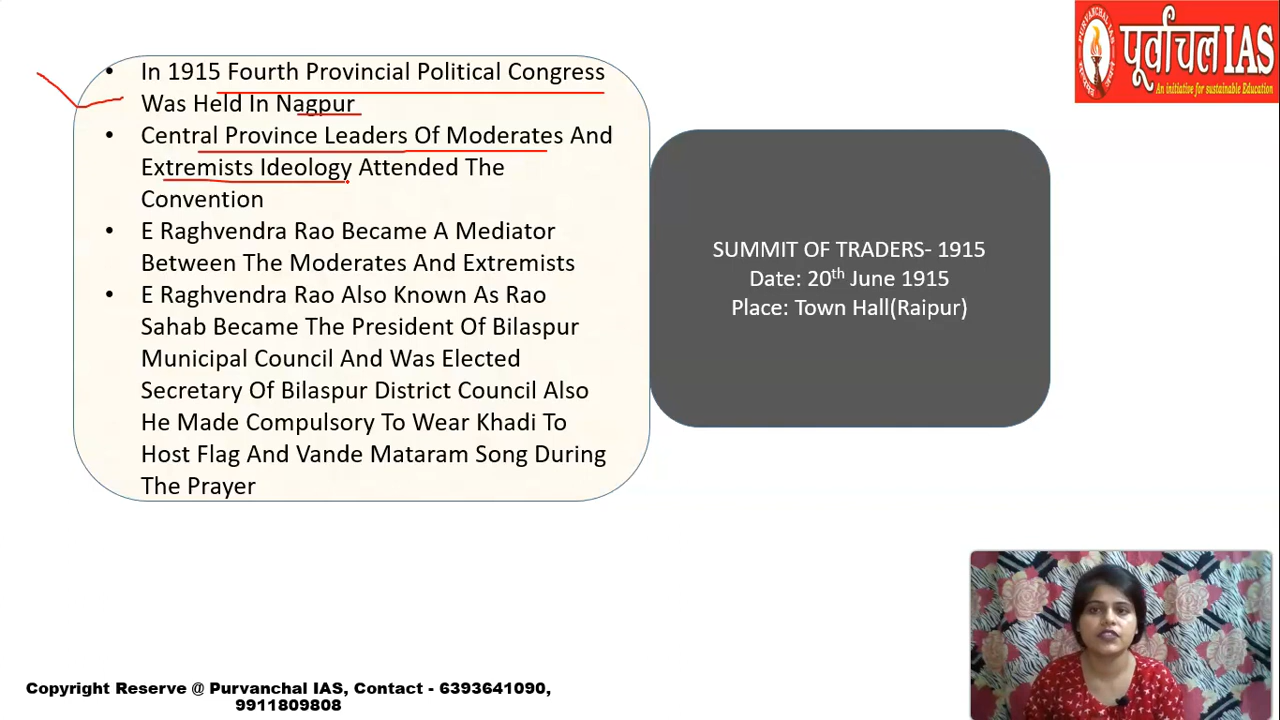 • In 1915 Fourth Provincial Political Congress
Was Held In Nagpur
• Central Province Leaders Of Moderates And
Extremists Ideology Attended The
Convention
• E Raghvendra Rao Became A Mediator
Between The Moderates And Extremists
• E Raghvendra Rao Also Known As Rao
Sahab Became The President Of Bilaspur
Municipal Council And Was Elected
Secretary Of Bilaspur District Council Also
He Made Compulsory To Wear Khadi To
Host Flag And Vande Mataram Song During
The Prayer
SUMMIT OF TRADERS- 1915
Date: 20th June 1915
Place: Town Hall(Raipur)
PURVANCHAL IAS
पूर्वांचल IAS
An initiative for sustainable Education
Copyright Reserve @ Purvanchal IAS, Contact - 6393641090,
9911809808